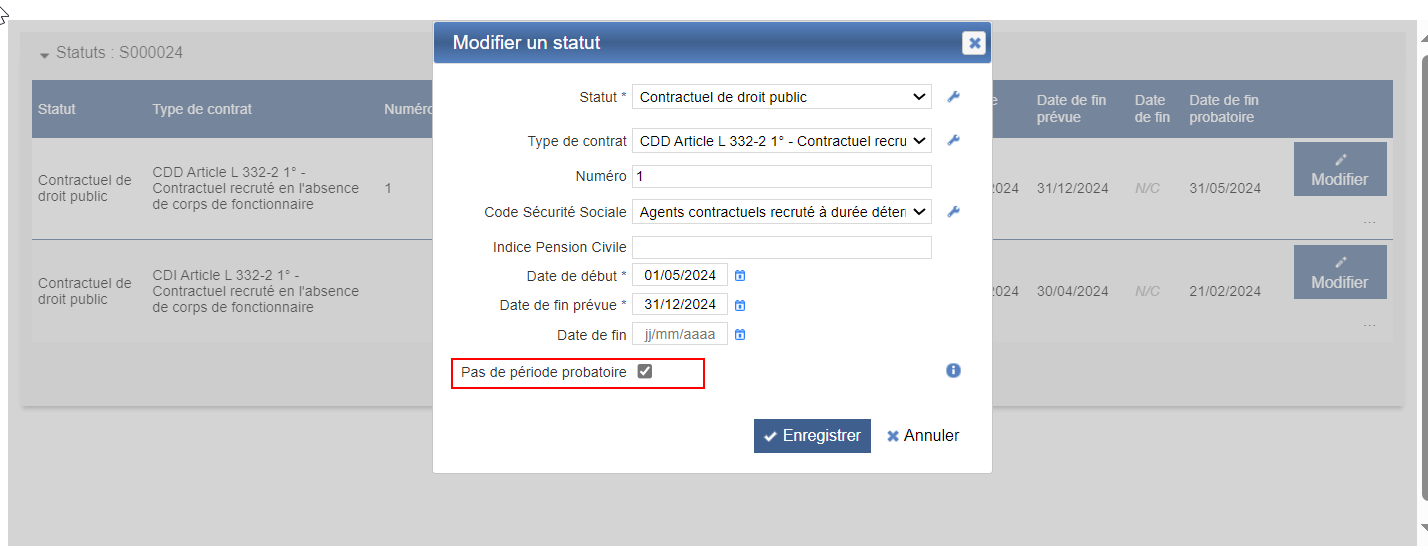 Modifier un statut
Statuts : S000024
Statut
Type de contrat
Numéro
Date de fin
prévue
Date
de fin
Date de fin
probatoire
Contractuel de
droit public
CDD Article L 332-2 1° -
Contractuel recruté en l'absence
de corps de fonctionnaire
1
2024
31/12/2024
N/C
31/05/2024
Modifier
...
Contractuel de
droit public
CDI Article L 332-2 1° -
Contractuel recruté en l'absence
de corps de fonctionnaire
2024
30/04/2024
N/C
21/02/2024
Modifier
...
Statut * Contractuel de droit public
Type de contrat CDD Article L 332-2 1° - Contractuel recru
Numéro 1
Code Sécurité Sociale Agents contractuels recruté à durée déter
Indice Pension Civile
Date de début * 01/05/2024
Date de fin prévue * 31/12/2024
Date de fin jj/mm/aaaa
Pas de période probatoire
Enregistrer Annuler